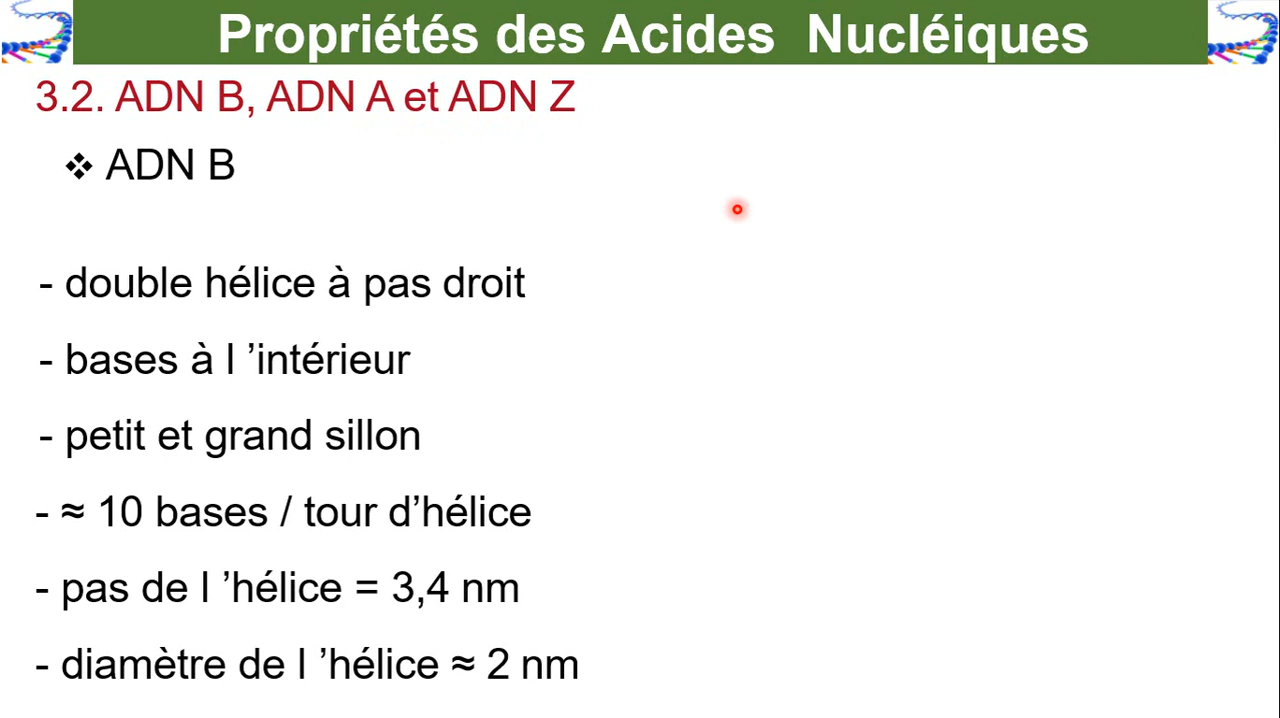 Propriétés des Acides  Nucléiques
3.2. ADN B, ADN A et ADN Z
❖ ADN B
- double hélice à pas droit
- bases à l ’intérieur
- petit et grand sillon
- ≈ 10 bases / tour d’hélice
- pas de l ’hélice = 3,4 nm
- diamètre de l ’hélice ≈ 2 nm